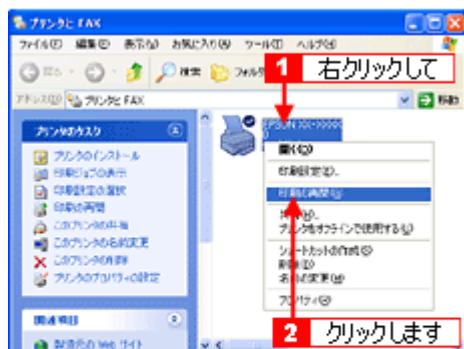 プリンタと FAX
ファイル(F) 編集(E) 表示(V) お気に入り(A) ツール(T) ヘルプ(H)
戻る 検索
1 右クリックして
アドレス(D) プリンタと FAX 移動
プリンタのタスク
プリンタのインストール
印刷ジョブの表示
印刷設定の選択
印刷の再開
このプリンタの共有
このプリンタの名前変更
このプリンタの削除
プリンタのプロパティの設定
関連項目
製造元の Web サイト
EPSON XX-XXXXX
0
開く(O)
印刷設定(F)...
印刷の再開(G)
プリンタをオフラインで使用する(U)
ショートカットの作成(S)
削除(D)
名前の変更(M)
プロパティ(R)
2 クリックします